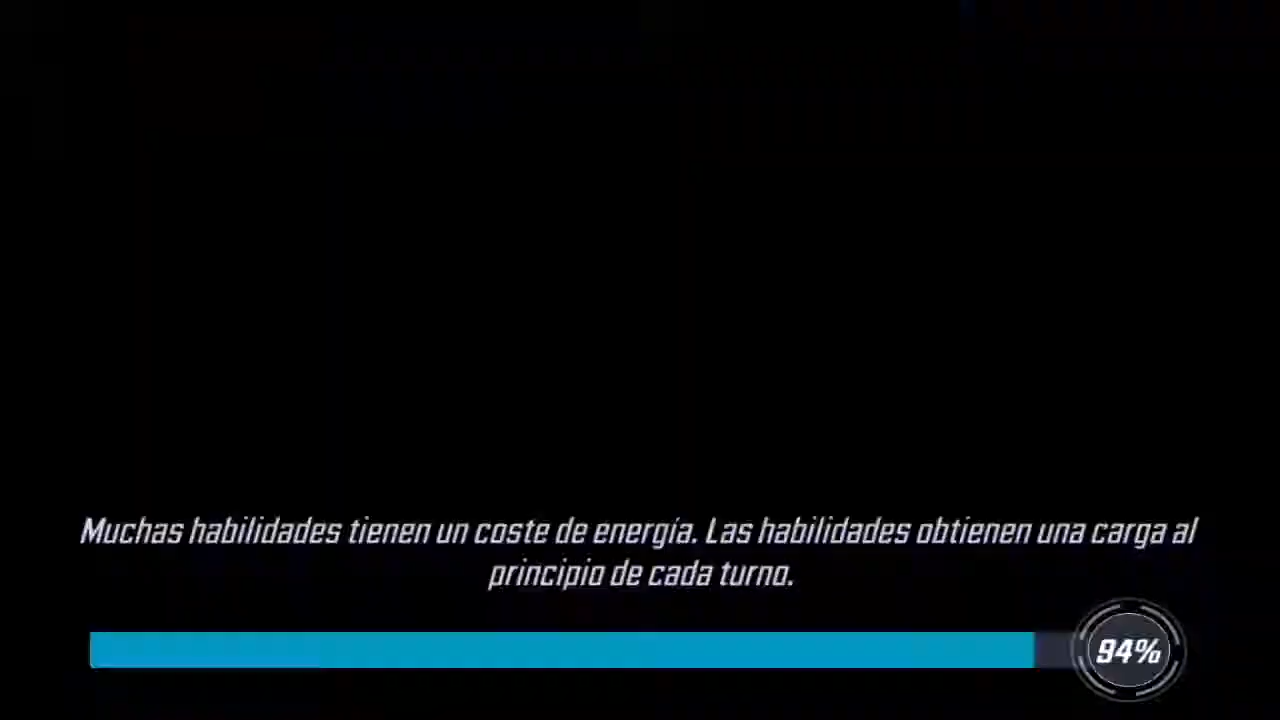 Muchas habilidades tienen un coste de energía. Las habilidades obtienen una carga al
principio de cada turno.
94%